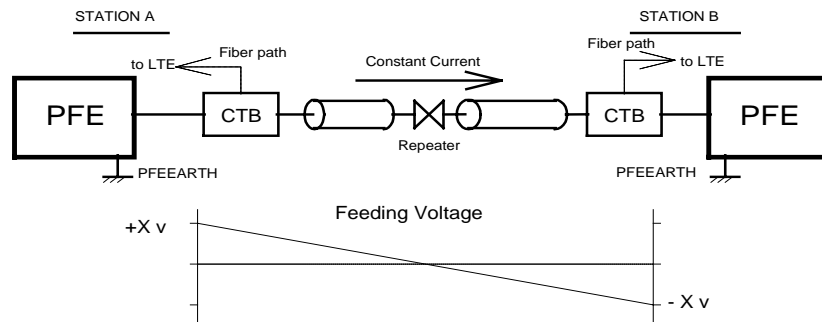 STATION A
STATION B
Fiber path
to LTE
Constant Current
Fiber path
to LTE
PFE
CTB
Repeater
CTB
PFE
PFEEARTH
PFEEARTH
Feeding Voltage
+X v
- X v